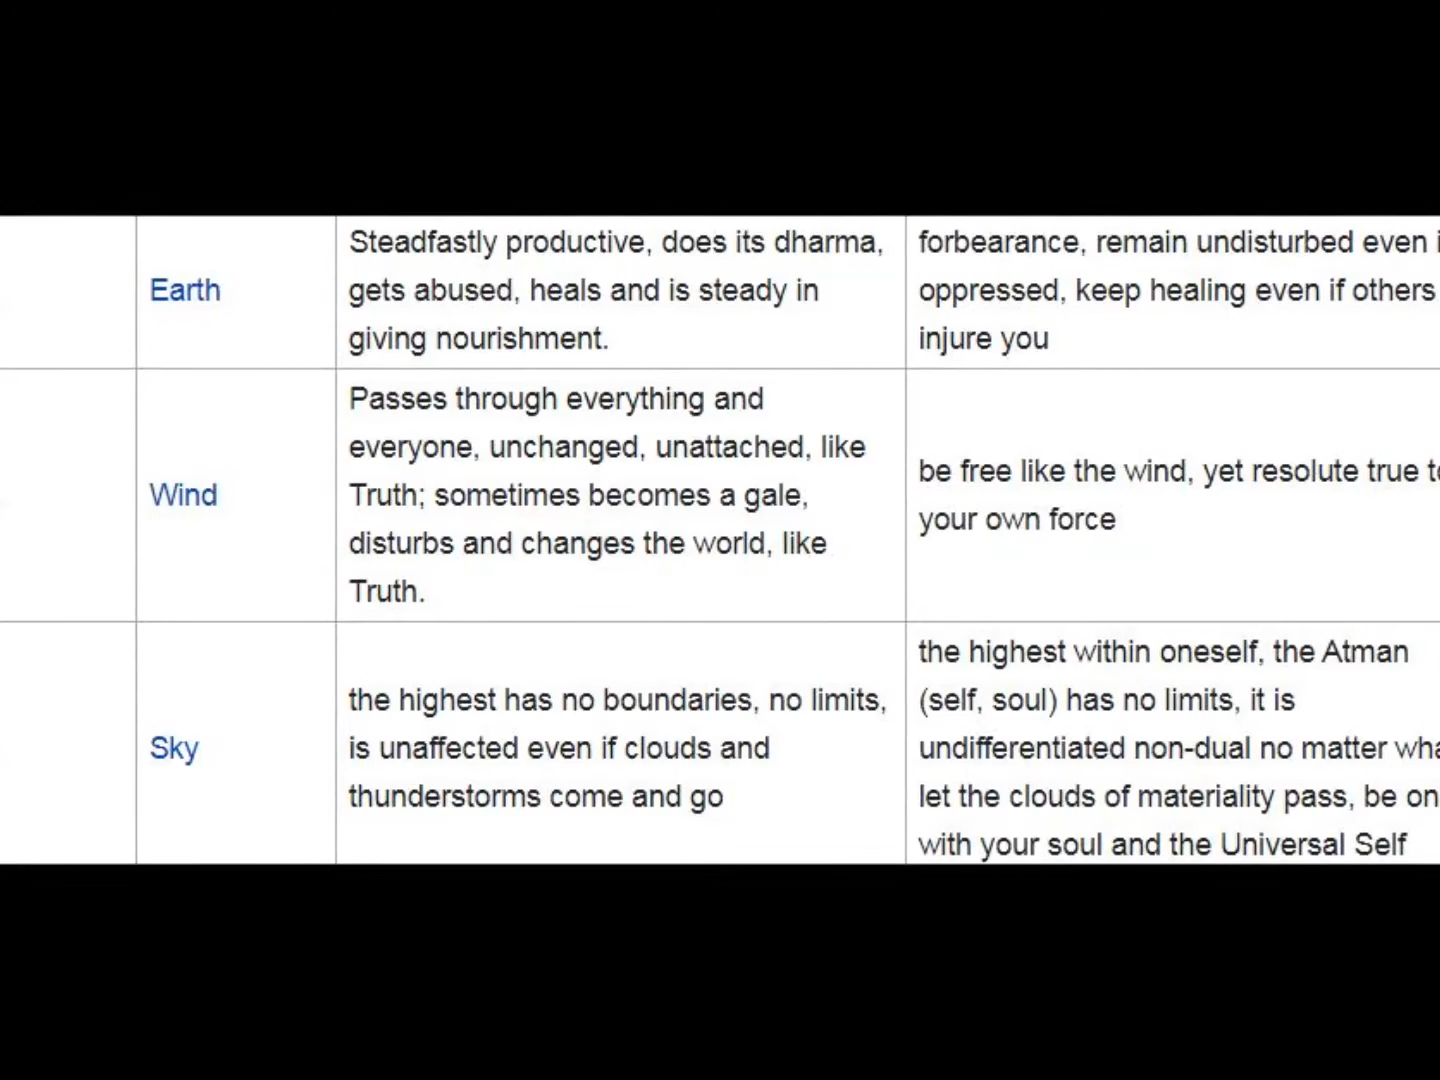 Earth
Steadfastly productive, does its dharma,
gets abused, heals and is steady in
giving nourishment.
forbearance, remain undisturbed even
oppressed, keep healing even if others
injure you
Wind
Passes through everything and
everyone, unchanged, unattached, like
Truth; sometimes becomes a gale,
disturbs and changes the world, like
Truth.
be free like the wind, yet resolute true
your own force
Sky
the highest has no boundaries, no limits,
is unaffected even if clouds and
thunderstorms come and go
the highest within oneself, the Atman
(self, soul) has no limits, it is
undifferentiated non-dual no matter
let the clouds of materiality pass, be
with your soul and the Universal Self